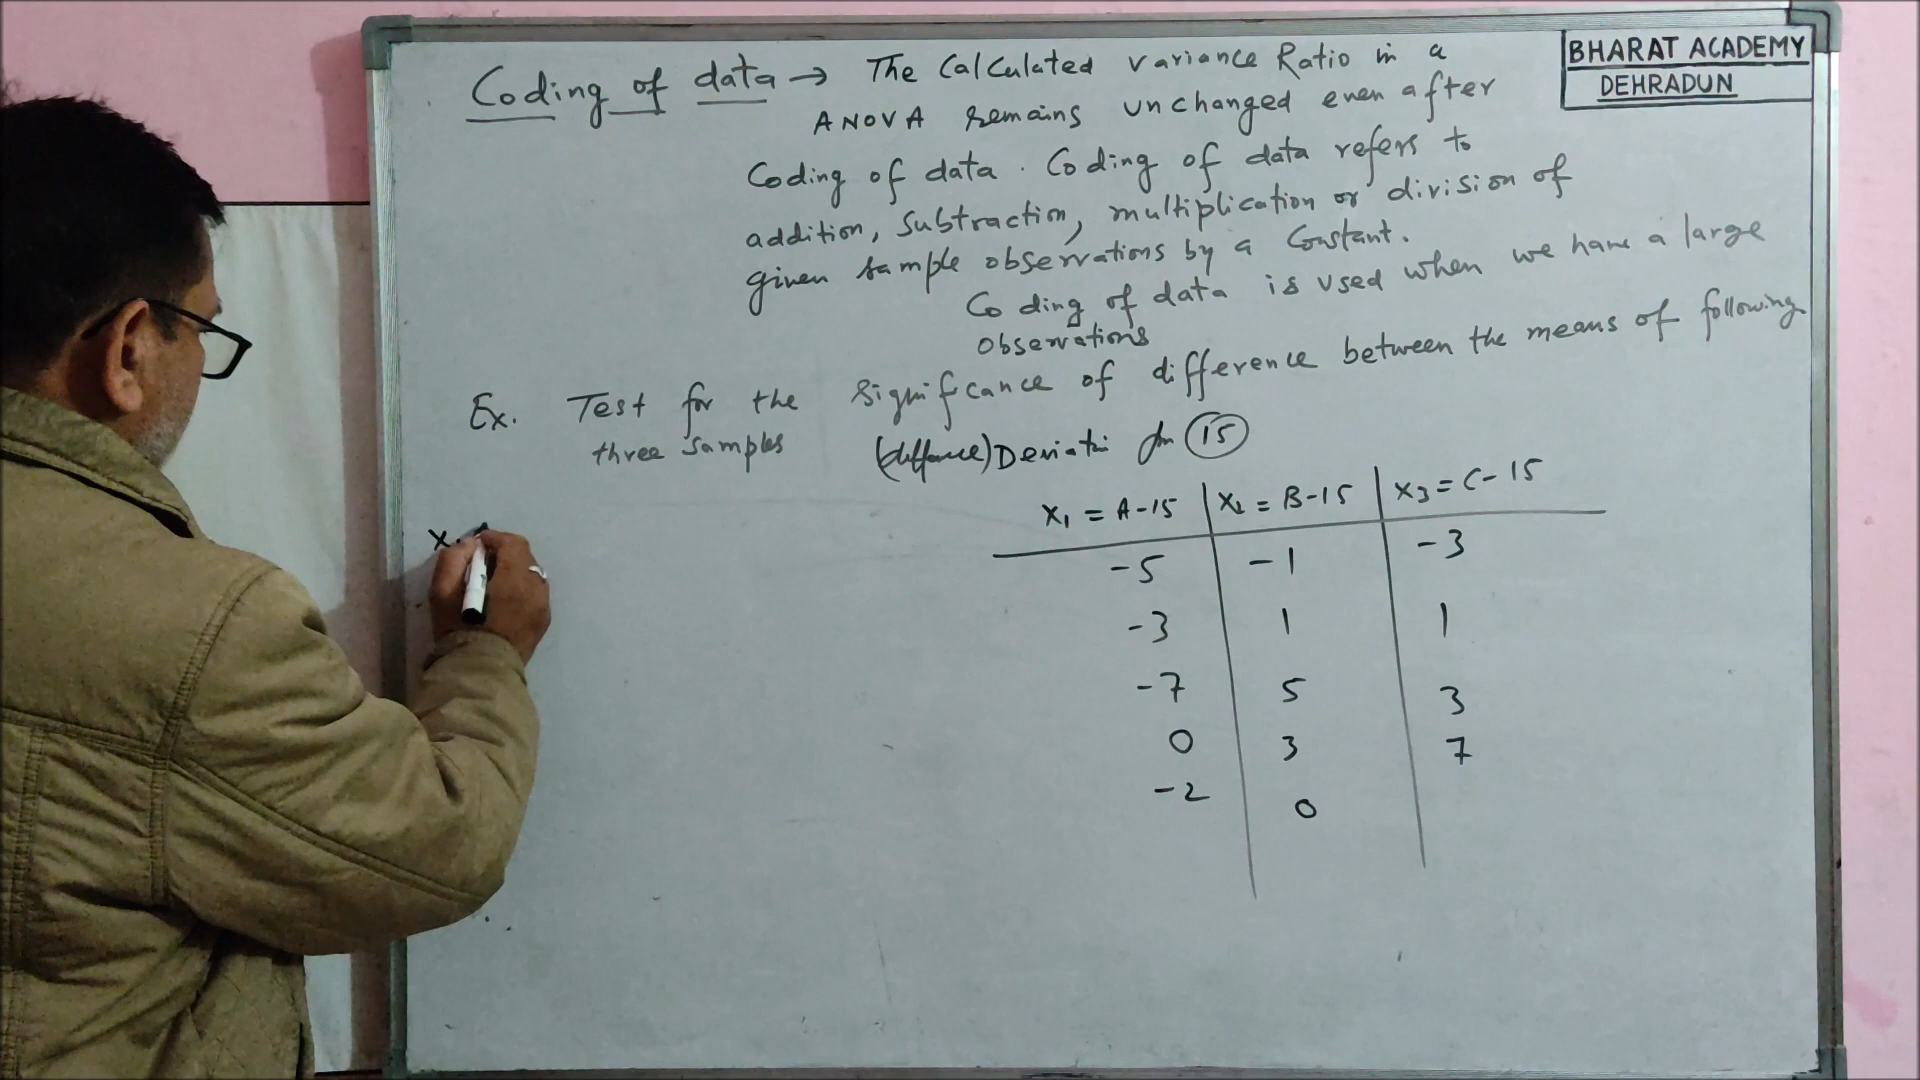 BHARAT ACADEMY
DEHRADUN
Coding of data → The Calculated variance Ratio in a
ANOVA remains unchanged even after
Coding of data. Coding of data refers to
addition, subtraction, multiplication or division of
given sample observations by a Constant.
Coding of data is used when we have a large
observations
Ex. Test for the significance of difference between the means of following
three samples
Deviati 15
X1 = A-15 X2 = B-15 X3 = C-15
-5 -1 -3
-3 1 1
-7 5 3
0 3 7
-2 0
X